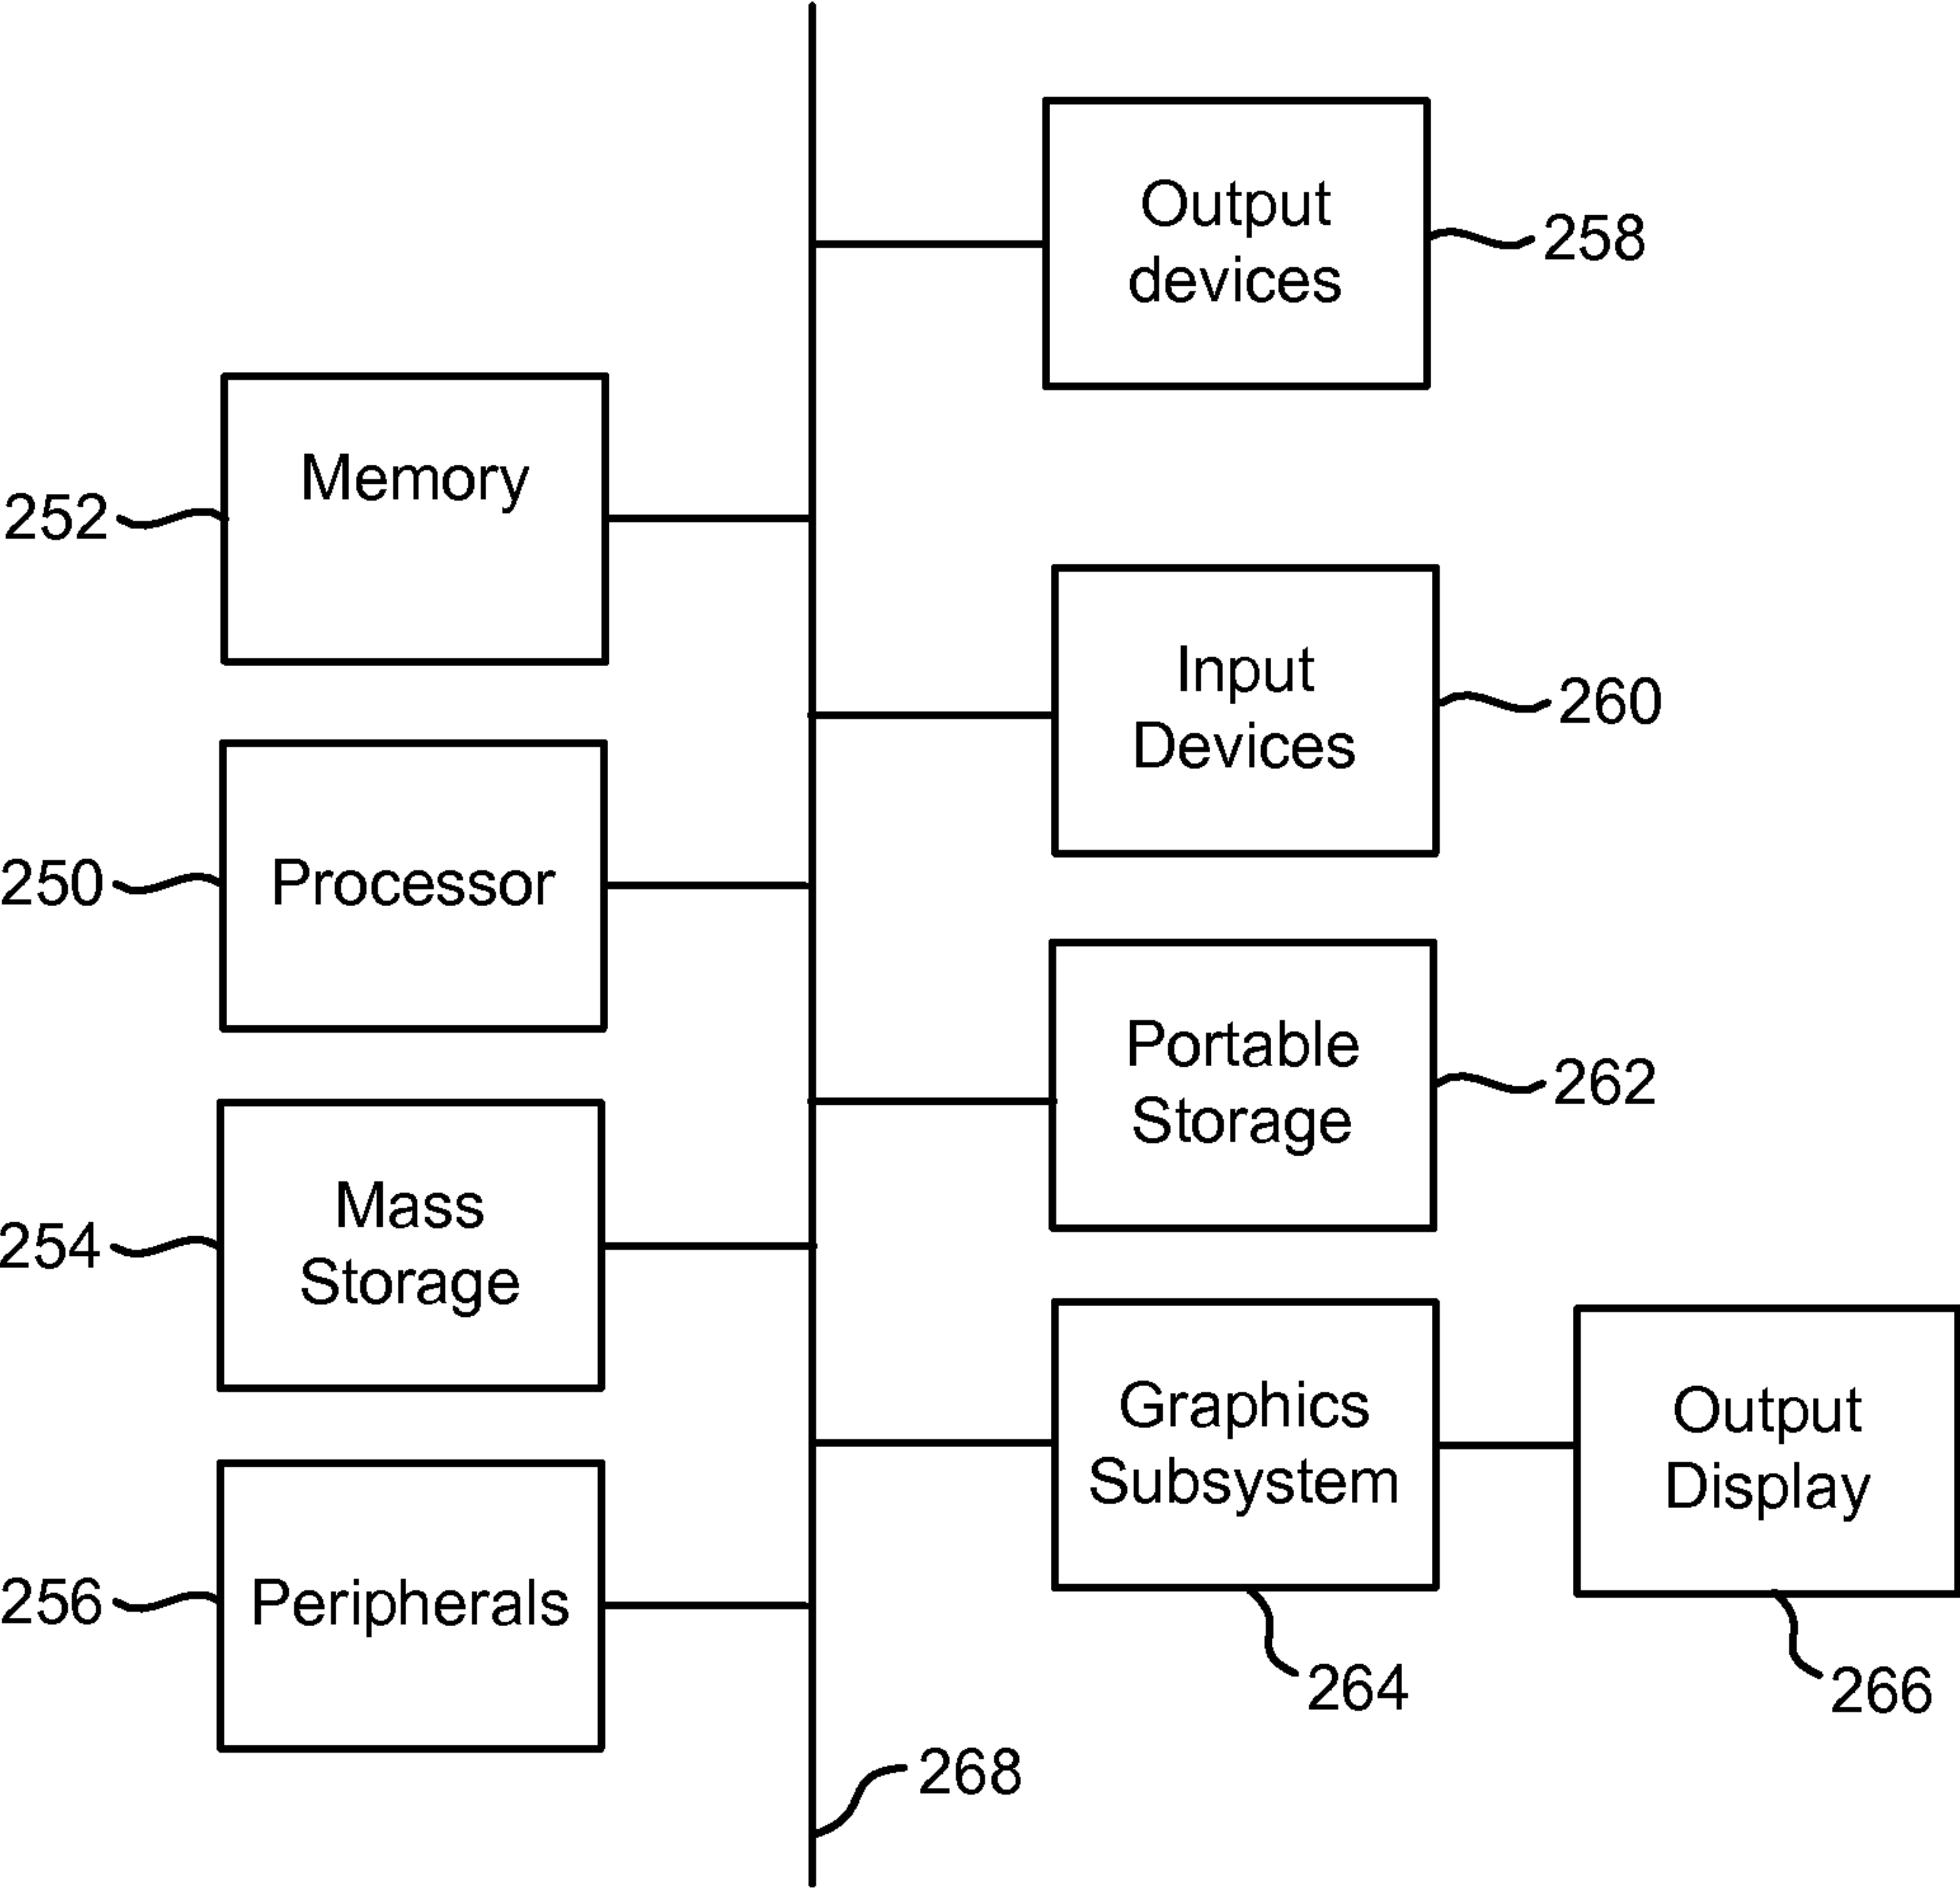 Output
devices
258
Memory
252
Input
Devices
260
Processor
250
Portable
Storage
262
Mass
Storage
254
Graphics
Subsystem
Output
Display
Peripherals
256
264
266
268